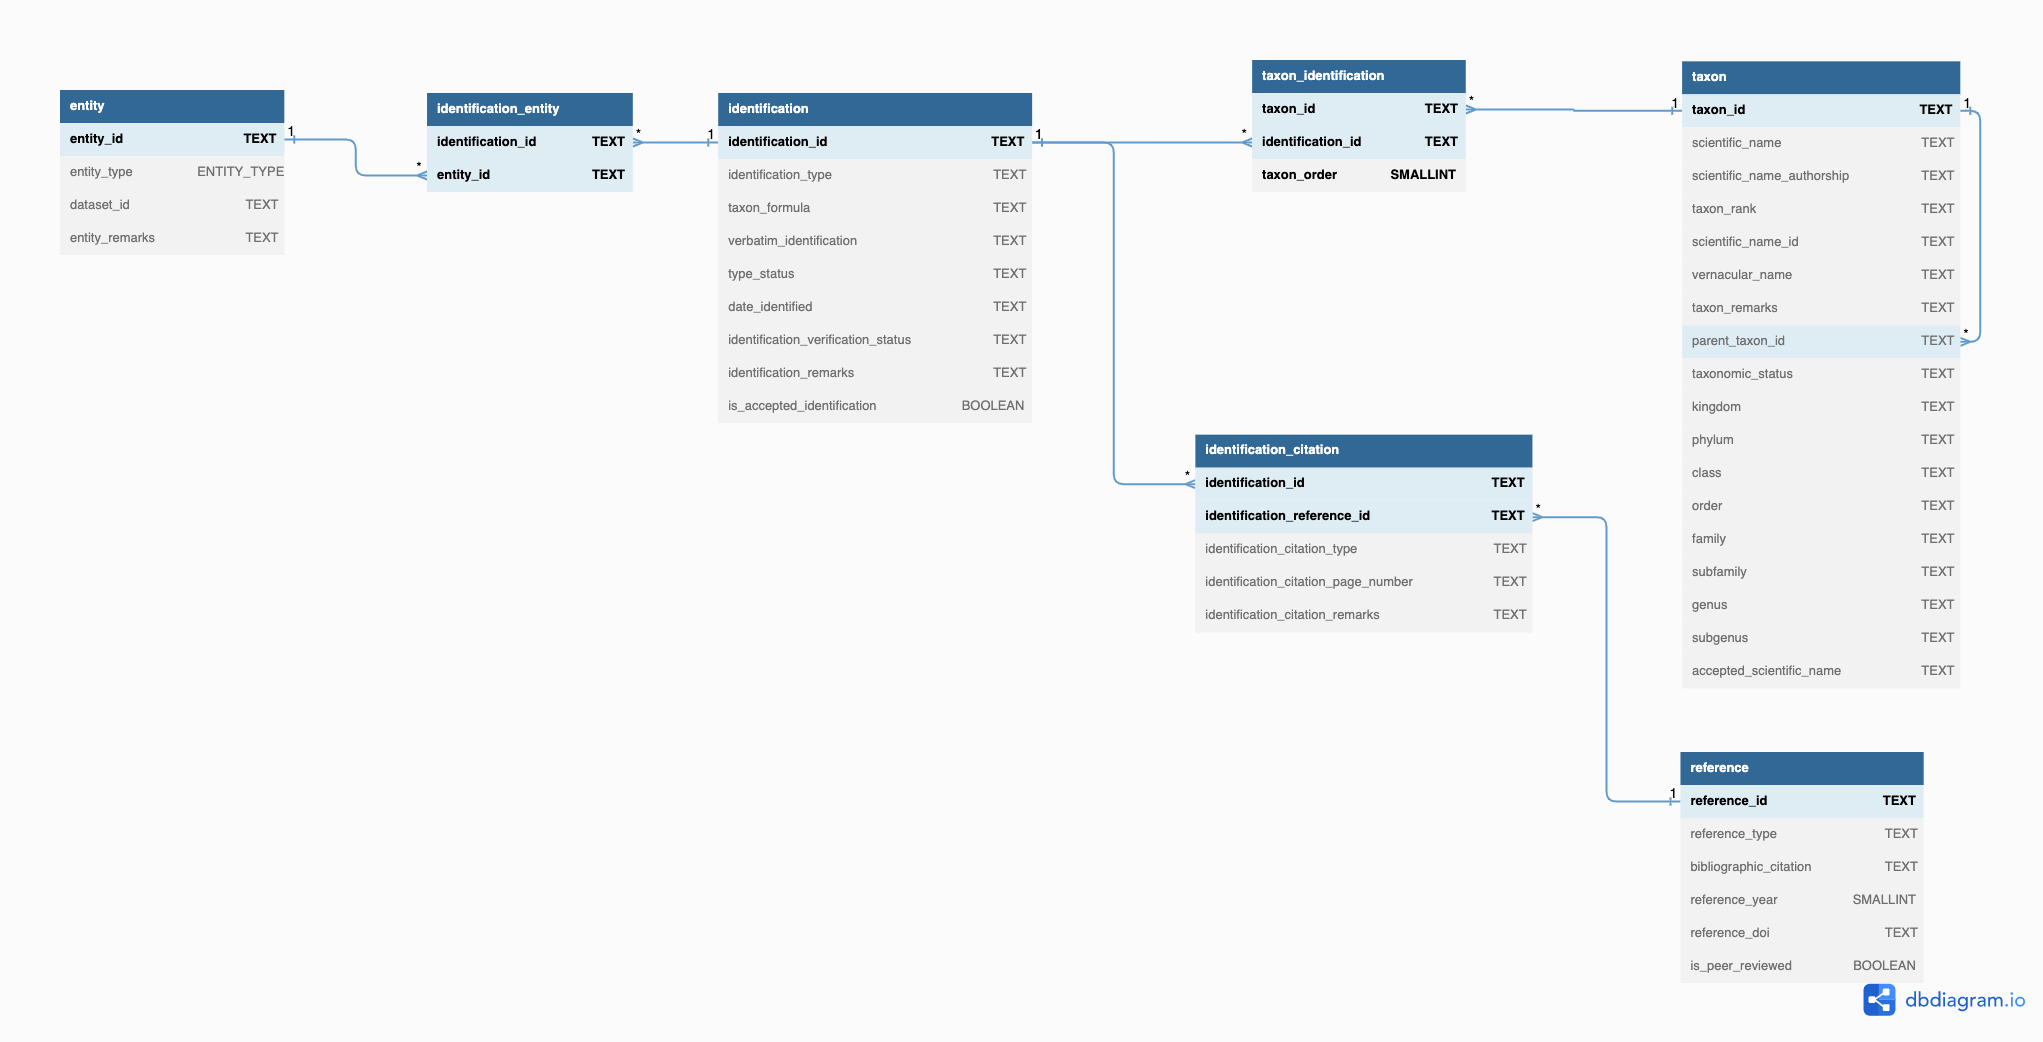 entity
entity_id TEXT
entity_type ENTITY_TYPE
dataset_id TEXT
entity_remarks TEXT
1
*
identification_entity
identification_id TEXT
entity_id TEXT
*
1
identification
identification_id TEXT
identification_type TEXT
taxon_formula TEXT
verbatim_identification TEXT
type_status TEXT
date_identified TEXT
identification_verification_status TEXT
identification_remarks TEXT
is_accepted_identification BOOLEAN
1
*
taxon_identification
taxon_id TEXT
identification_id TEXT
taxon_order SMALLINT
*
1
taxon
taxon_id TEXT
scientific_name TEXT
scientific_name_authorship TEXT
taxon_rank TEXT
scientific_name_id TEXT
vernacular_name TEXT
taxon_remarks TEXT
parent_taxon_id TEXT
taxonomic_status TEXT
kingdom TEXT
phylum TEXT
class TEXT
order TEXT
family TEXT
subfamily TEXT
genus TEXT
subgenus TEXT
accepted_scientific_name TEXT
1
*
*
identification_citation
identification_id TEXT
identification_reference_id TEXT
identification_citation_type TEXT
identification_citation_page_number TEXT
identification_citation_remarks TEXT
*
1
reference
reference_id TEXT
reference_type TEXT
bibliographic_citation TEXT
reference_year SMALLINT
reference_doi TEXT
is_peer_reviewed BOOLEAN
dbdiagram.io